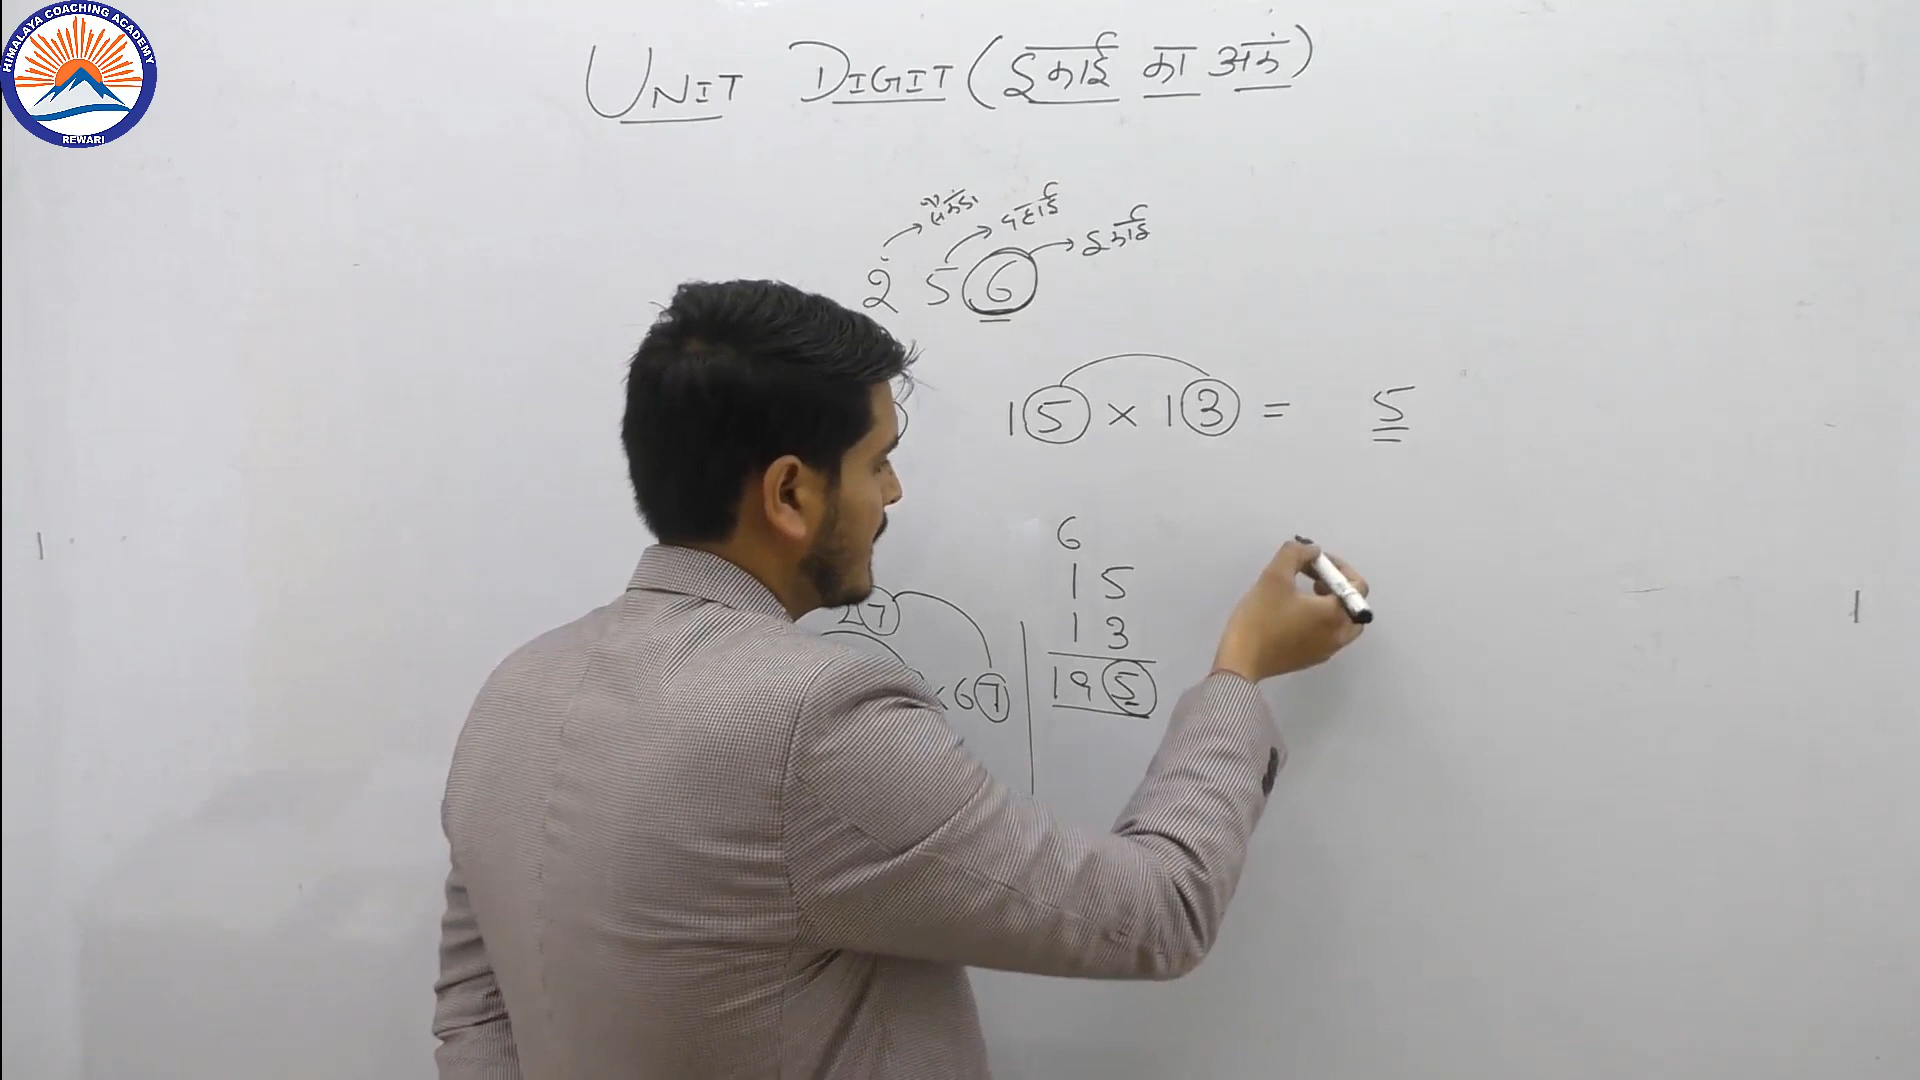 HIMALAYA COACHING ACADEMY
REWARI
UNIT DIGIT (इकाई का अंक)
सैकडा दहाई इकाई
2 5 6
15 × 13 = 5
6
15
27
13
×67
195